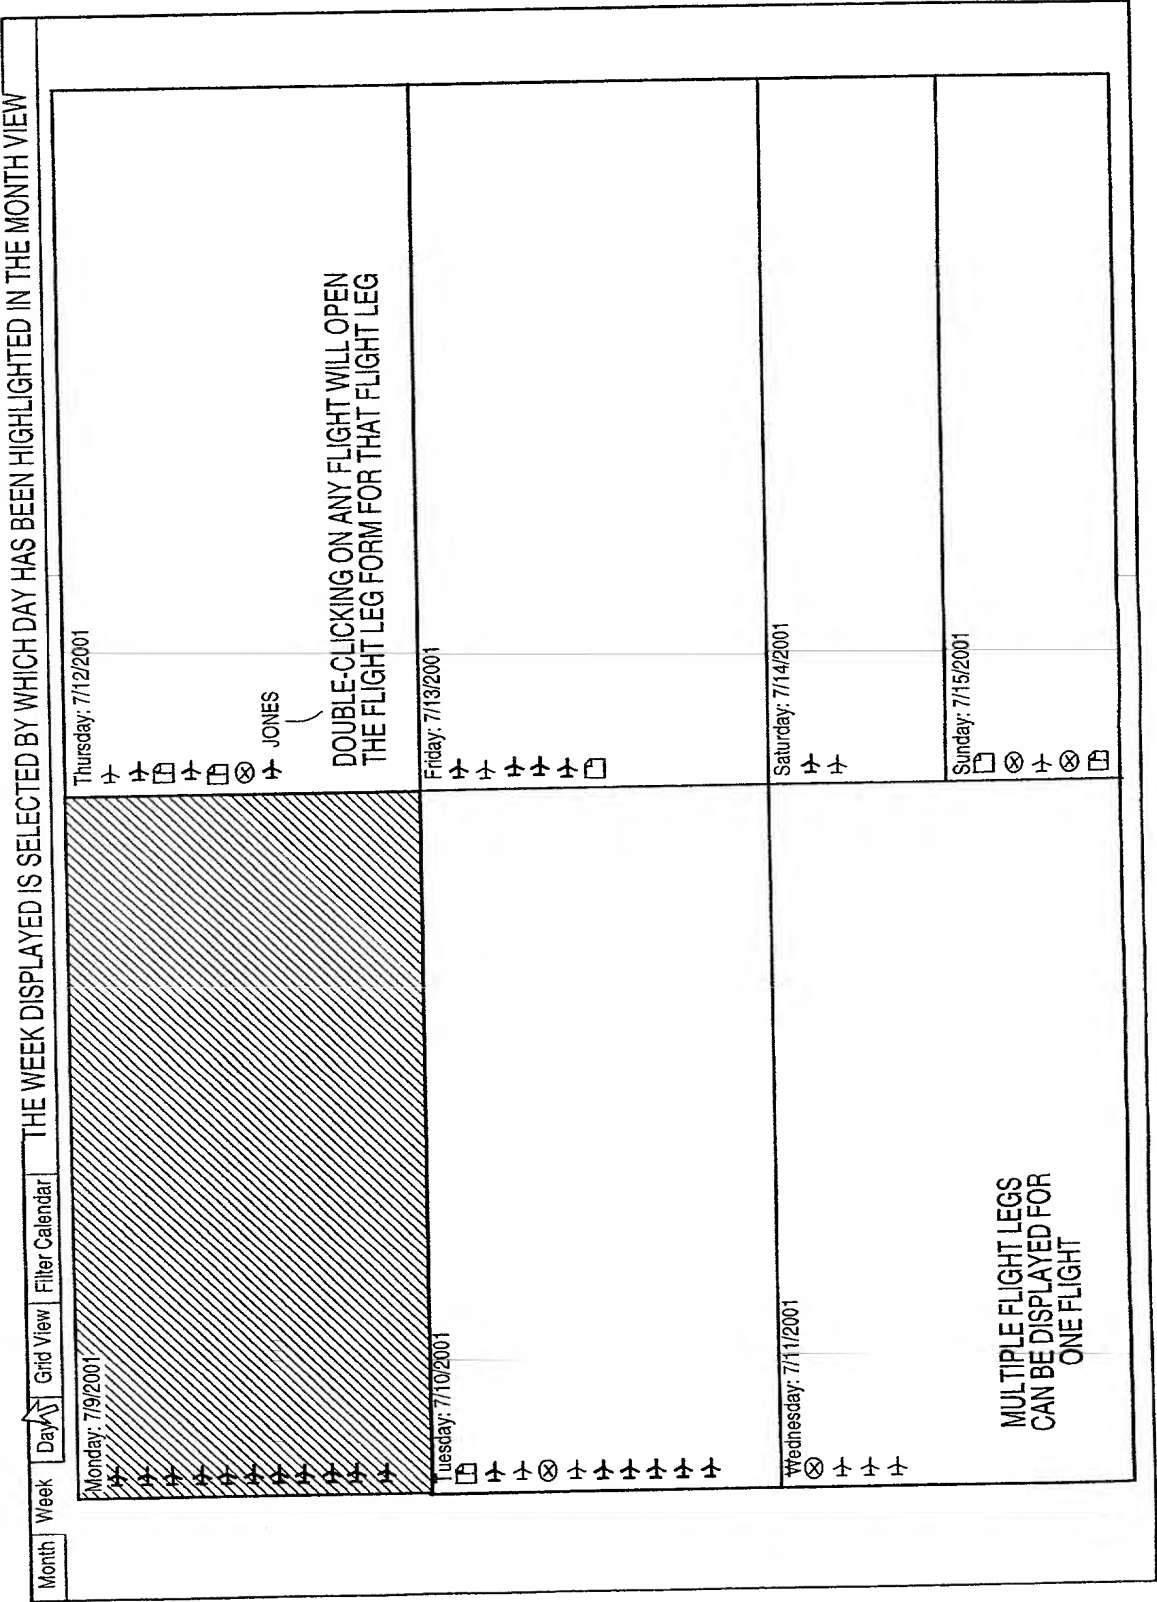 Month Week Day Grid View Filter Calendar
THE WEEK DISPLAYED IS SELECTED BY WHICH DAY HAS BEEN HIGHLIGHTED IN THE MONTH VIEW
Monday: 7/9/2001
Tuesday: 7/10/2001
Wednesday: 7/11/2001
MULTIPLE FLIGHT LEGS
CAN BE DISPLAYED FOR
ONE FLIGHT
Thursday: 7/12/2001
JONES
DOUBLE-CLICKING ON ANY FLIGHT WILL OPEN
THE FLIGHT LEG FORM FOR THAT FLIGHT LEG
Friday: 7/13/2001
Saturday: 7/14/2001
Sunday: 7/15/2001